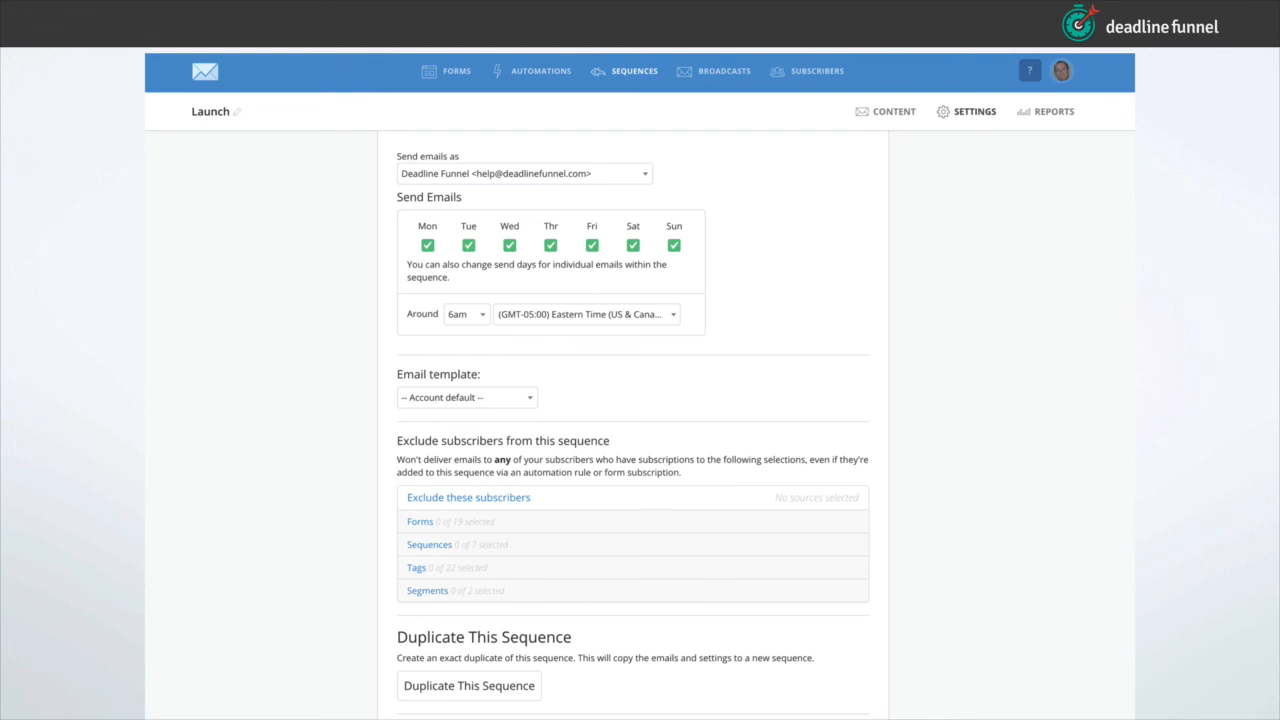 deadline funnel
FORMS AUTOMATIONS SEQUENCES BROADCASTS SUBSCRIBERS ?
Launch CONTENT SETTINGS REPORTS
Send emails as
Deadline Funnel <help@deadlinefunnel.com>
Send Emails
Mon Tue Wed Thr Fri Sat Sun
You can also change send days for individual emails within the
sequence.
Around 6am (GMT-05:00) Eastern Time (US & Cana...
Email template:
-- Account default --
Exclude subscribers from this sequence
Won't deliver emails to any of your subscribers who have subscriptions to the following selections, even if they're
added to this sequence via an automation rule or form subscription.
Exclude these subscribers No sources selected
Forms 0 of 19 selected
Sequences 0 of 7 selected
Tags 0 of 22 selected
Segments 0 of 2 selected
Duplicate This Sequence
Create an exact duplicate of this sequence. This will copy the emails and settings to a new sequence.
Duplicate This Sequence